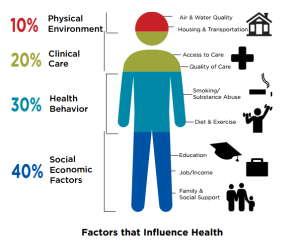 10% Physical Environment
Air & Water Quality
Housing & Transportation
20% Clinical Care
Access to Care
Quality of Care
30% Health Behavior
Smoking/
Substance Abuse
Diet & Exercise
40% Social Economic Factors
Education
Job/Income
Family &
Social Support
Factors that Influence Health